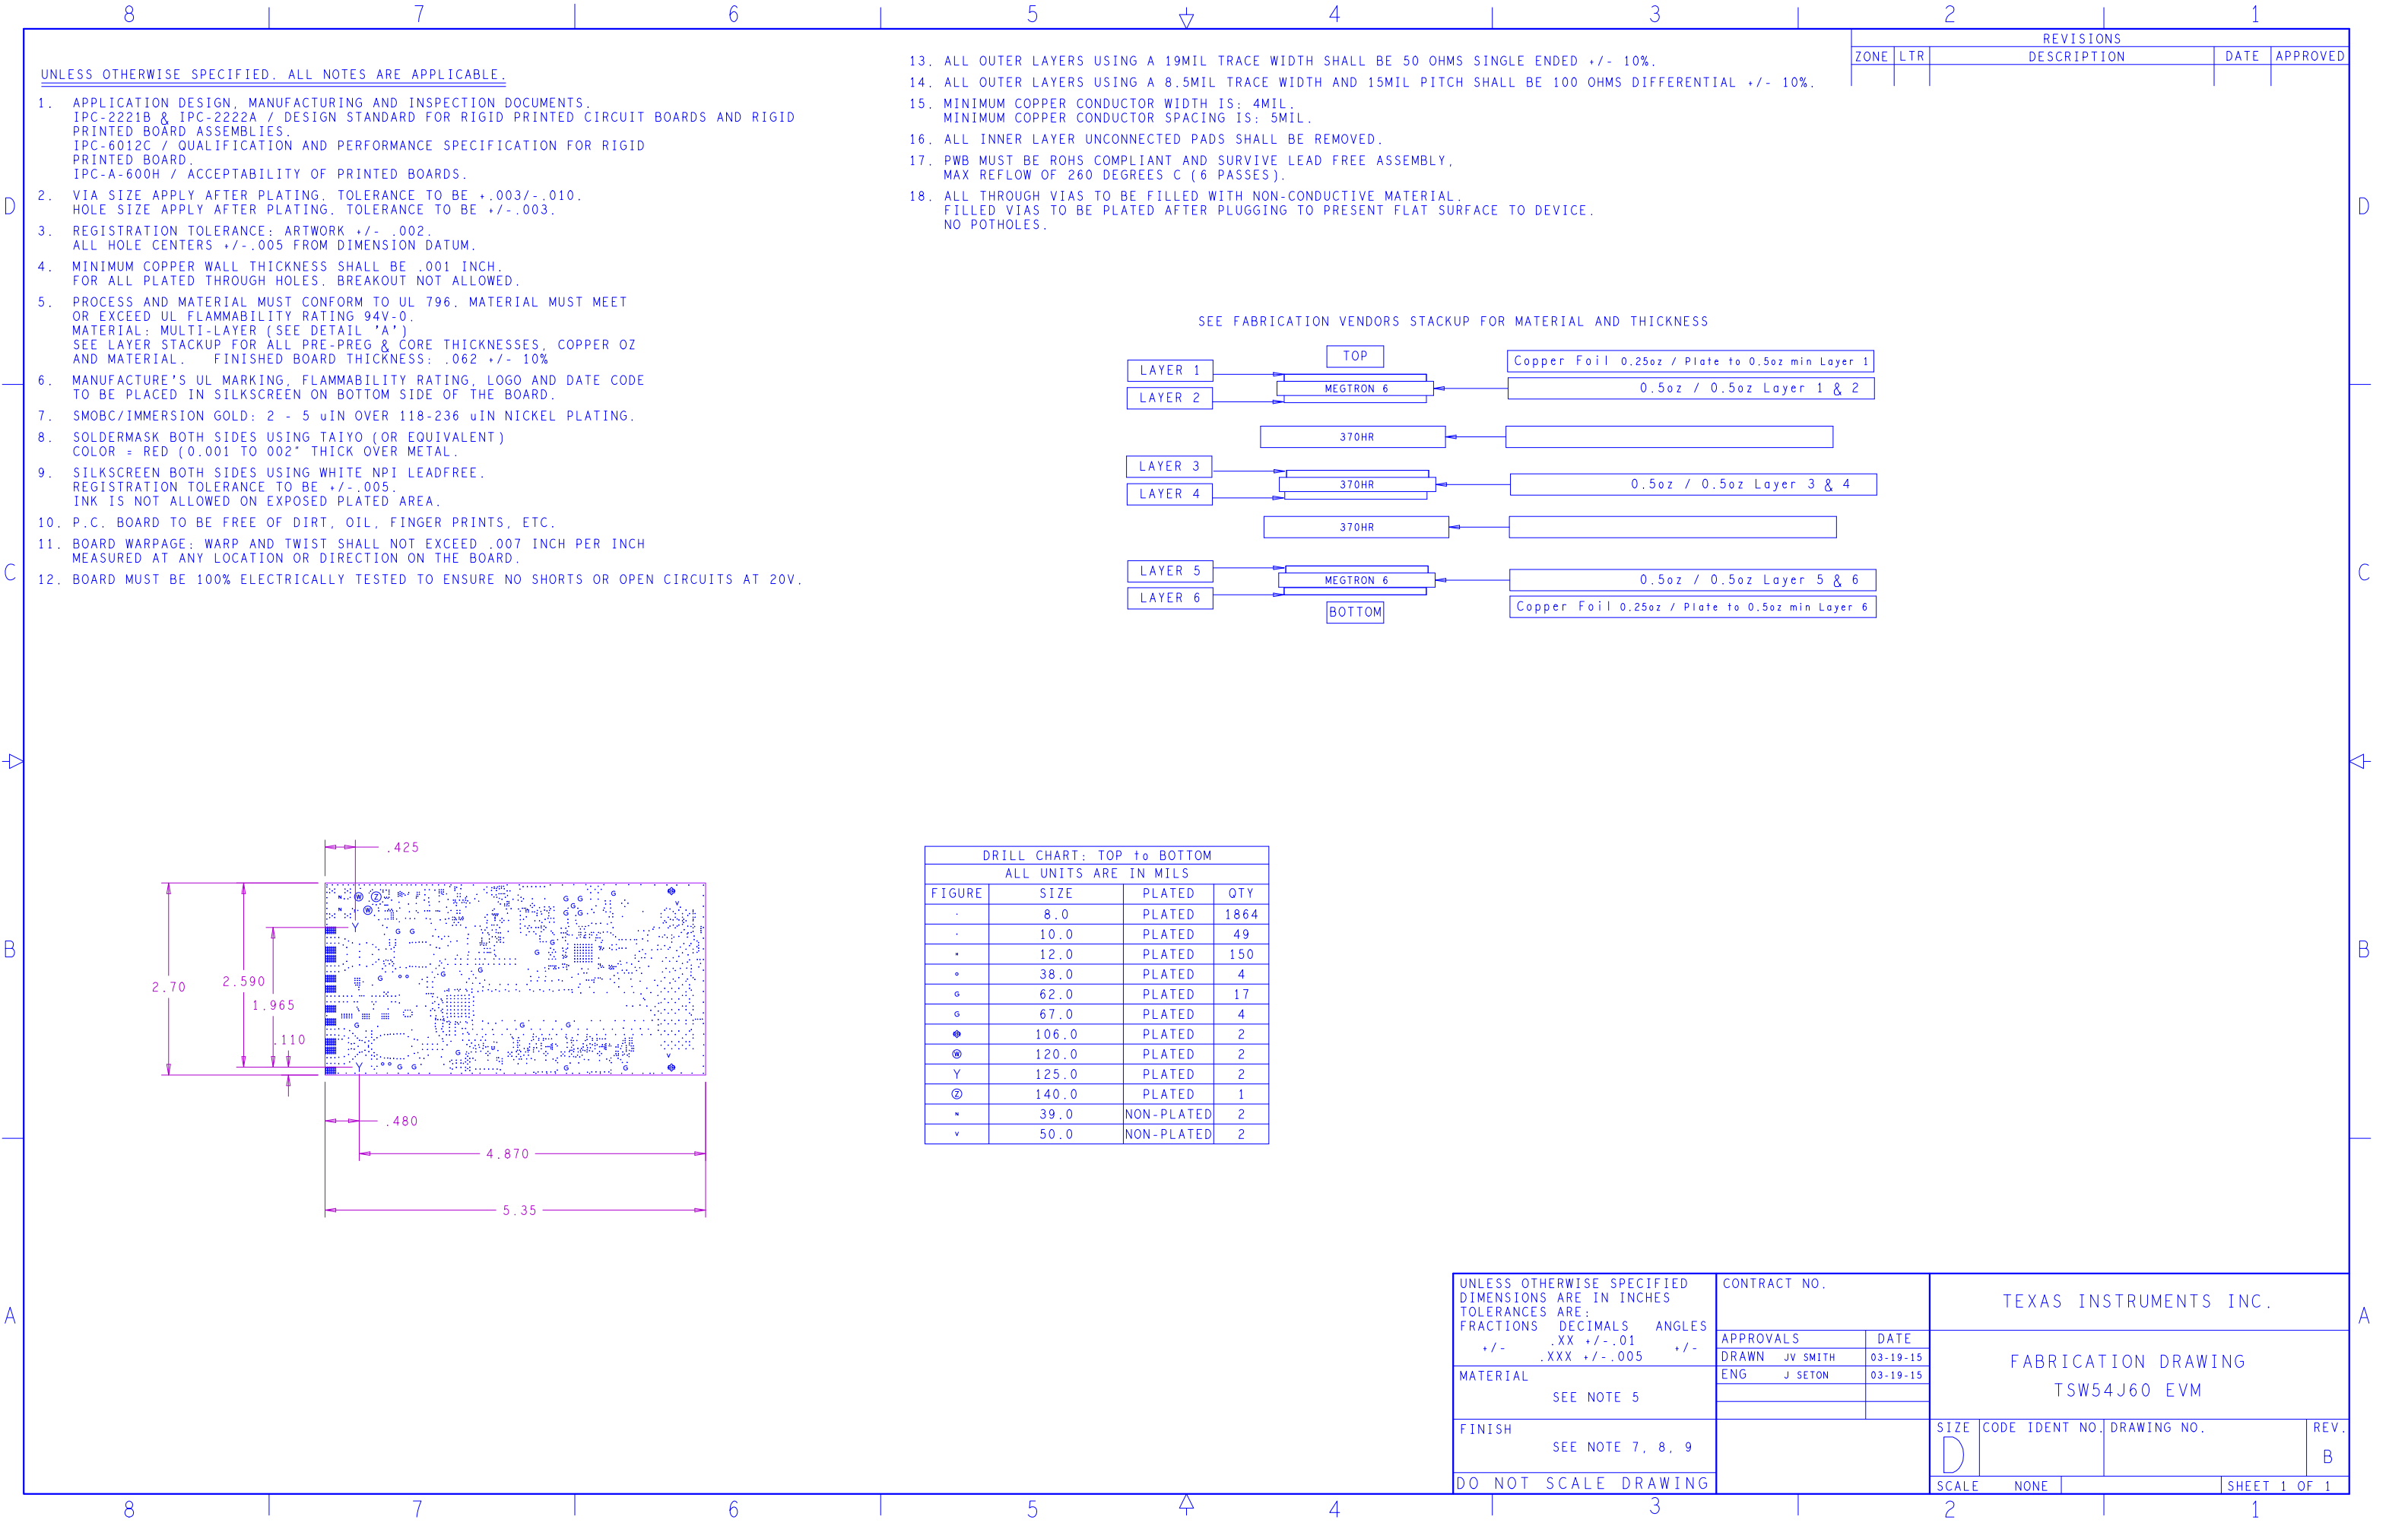 8 7 6 5 4 3 2 1
REVISIONS
ZONE LTR DESCRIPTION DATE APPROVED
UNLESS OTHERWISE SPECIFIED. ALL NOTES ARE APPLICABLE.
1. APPLICATION DESIGN, MANUFACTURING AND INSPECTION DOCUMENTS.
IPC-2221B & IPC-2222A / DESIGN STANDARD FOR RIGID PRINTED CIRCUIT BOARDS AND RIGID
PRINTED BOARD ASSEMBLIES.
IPC-6012C / QUALIFICATION AND PERFORMANCE SPECIFICATION FOR RIGID
PRINTED BOARD.
IPC-A-600H / ACCEPTABILITY OF PRINTED BOARDS.
2. VIA SIZE APPLY AFTER PLATING. TOLERANCE TO BE +.003/-.010.
HOLE SIZE APPLY AFTER PLATING. TOLERANCE TO BE +/-.003.
3. REGISTRATION TOLERANCE: ARTWORK +/- .002.
ALL HOLE CENTERS +/-.005 FROM DIMENSION DATUM.
4. MINIMUM COPPER WALL THICKNESS SHALL BE .001 INCH.
FOR ALL PLATED THROUGH HOLES. BREAKOUT NOT ALLOWED.
5. PROCESS AND MATERIAL MUST CONFORM TO UL 796. MATERIAL MUST MEET
OR EXCEED UL FLAMMABILITY RATING 94V-0.
MATERIAL: MULTI-LAYER (SEE DETAIL 'A')
SEE LAYER STACKUP FOR ALL PRE-PREG & CORE THICKNESSES, COPPER OZ
AND MATERIAL. FINISHED BOARD THICKNESS: .062 +/- 10%
6. MANUFACTURE'S UL MARKING, FLAMMABILITY RATING, LOGO AND DATE CODE
TO BE PLACED IN SILKSCREEN ON BOTTOM SIDE OF THE BOARD.
7. SMOBC/IMMERSION GOLD: 2 - 5 uIN OVER 118-236 uIN NICKEL PLATING.
8. SOLDERMASK BOTH SIDES USING TAIYO (OR EQUIVALENT)
COLOR = RED (0.001 TO 002" THICK OVER METAL.
9. SILKSCREEN BOTH SIDES USING WHITE NPI LEADFREE.
REGISTRATION TOLERANCE TO BE +/-.005.
INK IS NOT ALLOWED ON EXPOSED PLATED AREA.
10. P.C. BOARD TO BE FREE OF DIRT, OIL, FINGER PRINTS, ETC.
11. BOARD WARPAGE: WARP AND TWIST SHALL NOT EXCEED .007 INCH PER INCH
MEASURED AT ANY LOCATION OR DIRECTION ON THE BOARD.
12. BOARD MUST BE 100% ELECTRICALLY TESTED TO ENSURE NO SHORTS OR OPEN CIRCUITS AT 20V.
13. ALL OUTER LAYERS USING A 19MIL TRACE WIDTH SHALL BE 50 OHMS SINGLE ENDED +/- 10%.
14. ALL OUTER LAYERS USING A 8.5MIL TRACE WIDTH AND 15MIL PITCH SHALL BE 100 OHMS DIFFERENTIAL +/- 10%.
15. MINIMUM COPPER CONDUCTOR WIDTH IS: 4MIL.
MINIMUM COPPER CONDUCTOR SPACING IS: 5MIL.
16. ALL INNER LAYER UNCONNECTED PADS SHALL BE REMOVED.
17. PWB MUST BE ROHS COMPLIANT AND SURVIVE LEAD FREE ASSEMBLY,
MAX REFLOW OF 260 DEGREES C (6 PASSES).
18. ALL THROUGH VIAS TO BE FILLED WITH NON-CONDUCTIVE MATERIAL.
FILLED VIAS TO BE PLATED AFTER PLUGGING TO PRESENT FLAT SURFACE TO DEVICE.
NO POTHOLES.
D D
SEE FABRICATION VENDORS STACKUP FOR MATERIAL AND THICKNESS
TOP
Copper Foil 0.25oz / Plate to 0.5oz min Layer 1
LAYER 1
MEGTRON 6
0.5oz / 0.5oz Layer 1 & 2
LAYER 2
370HR
LAYER 3
370HR
0.5oz / 0.5oz Layer 3 & 4
LAYER 4
370HR
LAYER 5
MEGTRON 6
0.5oz / 0.5oz Layer 5 & 6
LAYER 6
BOTTOM
Copper Foil 0.25oz / Plate to 0.5oz min Layer 6
C C
.425
2.70
2.590
1.965
.110
.480
4.870
5.35
B B
DRILL CHART: TOP to BOTTOM
ALL UNITS ARE IN MILS
FIGURE SIZE PLATED QTY
8.0 PLATED 1864
10.0 PLATED 49
12.0 PLATED 150
38.0 PLATED 4
G 62.0 PLATED 17
G 67.0 PLATED 4
106.0 PLATED 2
W 120.0 PLATED 2
Y 125.0 PLATED 2
Z 140.0 PLATED 1
N 39.0 NON-PLATED 2
V 50.0 NON-PLATED 2
A A
UNLESS OTHERWISE SPECIFIED
DIMENSIONS ARE IN INCHES
TOLERANCES ARE:
FRACTIONS DECIMALS ANGLES
+/- .XX +/-.01 +/-
.XXX +/-.005
MATERIAL
SEE NOTE 5
FINISH
SEE NOTE 7, 8, 9
DO NOT SCALE DRAWING
CONTRACT NO.
APPROVALS DATE
DRAWN JV SMITH 03-19-15
ENG J SETON 03-19-15
TEXAS INSTRUMENTS INC.
FABRICATION DRAWING
TSW54J60 EVM
SIZE CODE IDENT NO. DRAWING NO. REV.
D B
SCALE NONE SHEET 1 OF 1
8 7 6 5 4 3 2 1